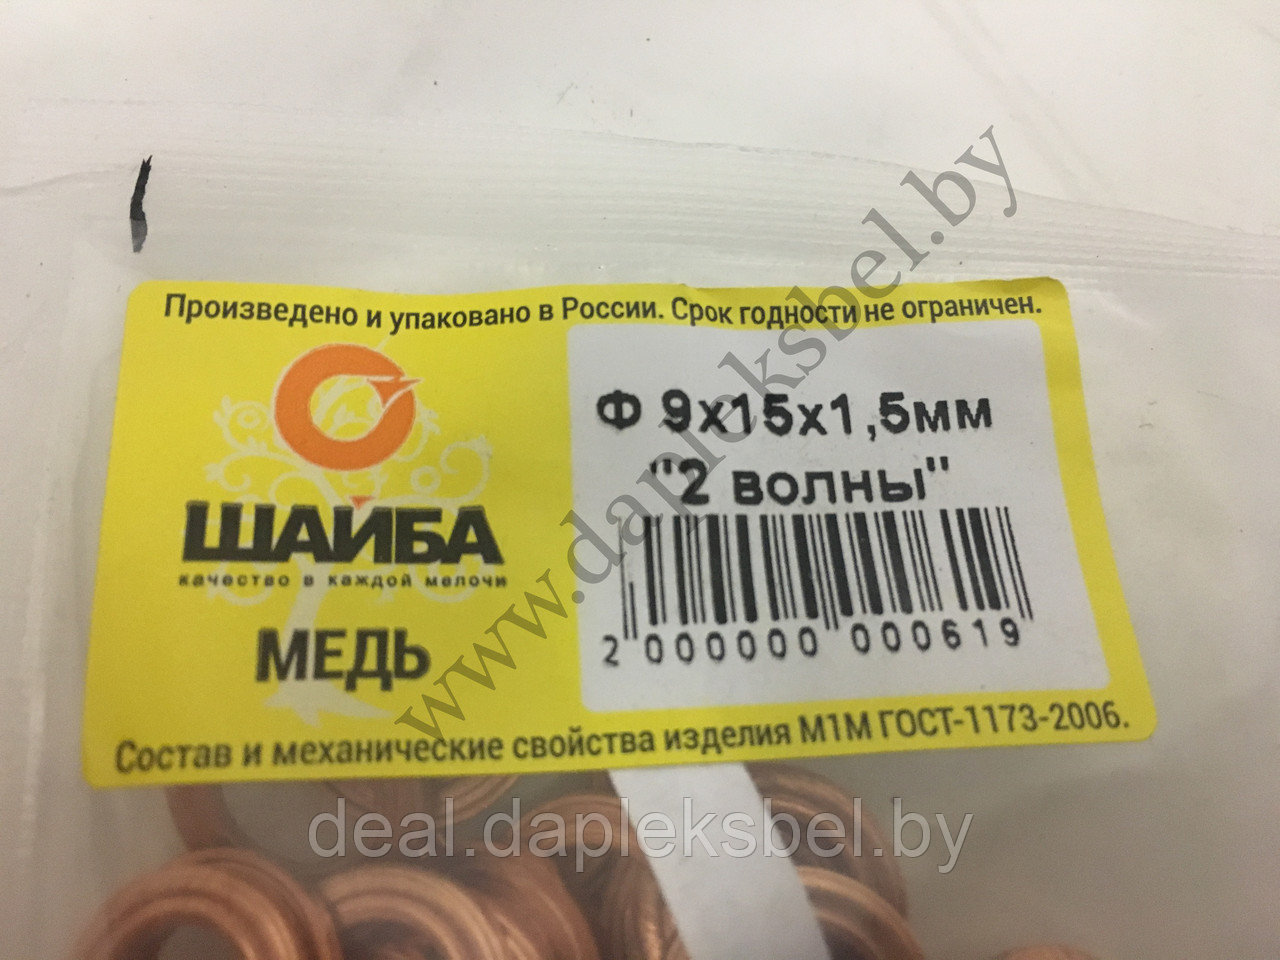 Произведено и упаковано в России. Срок годности не ограничен.
ШАЙБА
качество в каждой мелочи
МЕДЬ
Ф 9х15х1,5мм
"2 волны"
2 000000 000619
Состав и механические свойства изделия М1М ГОСТ-1173-2006.
www.dapleksbel.by
deal.dapleksbel.by